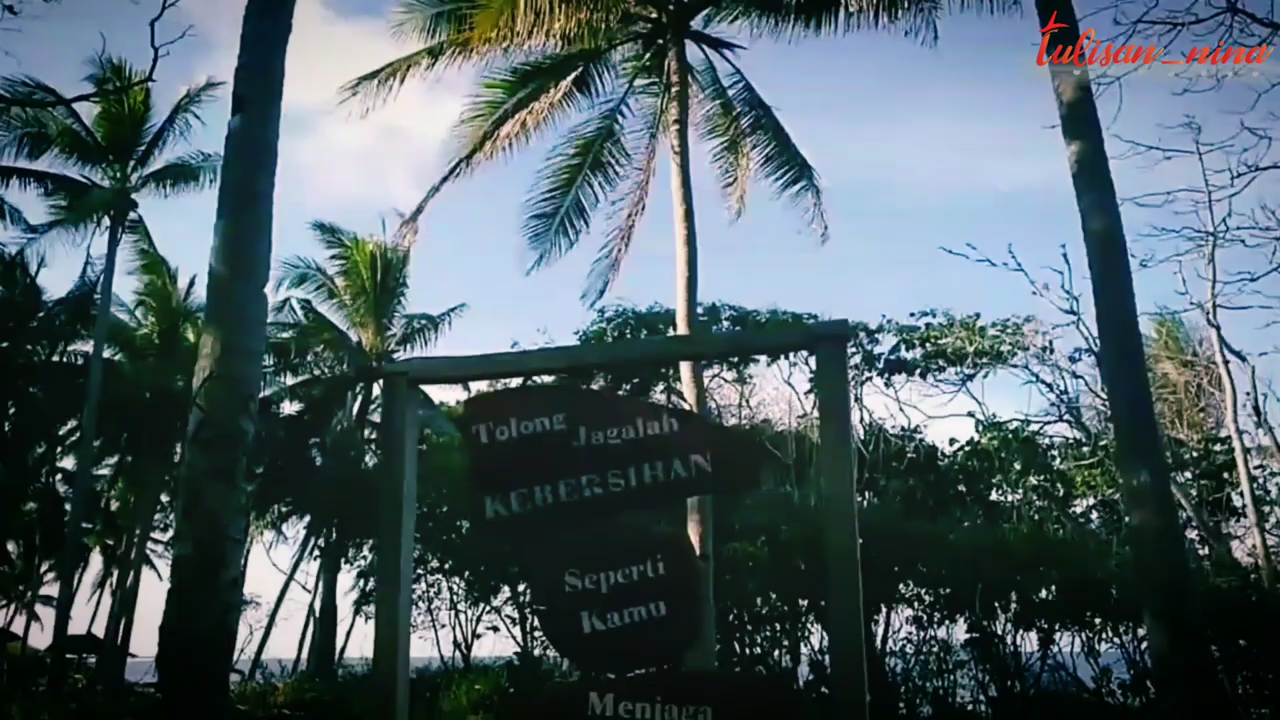 tulisan_nina
Tolong Jagalah
KEBERSIHAN
Seperti
Kamu
Menjaga